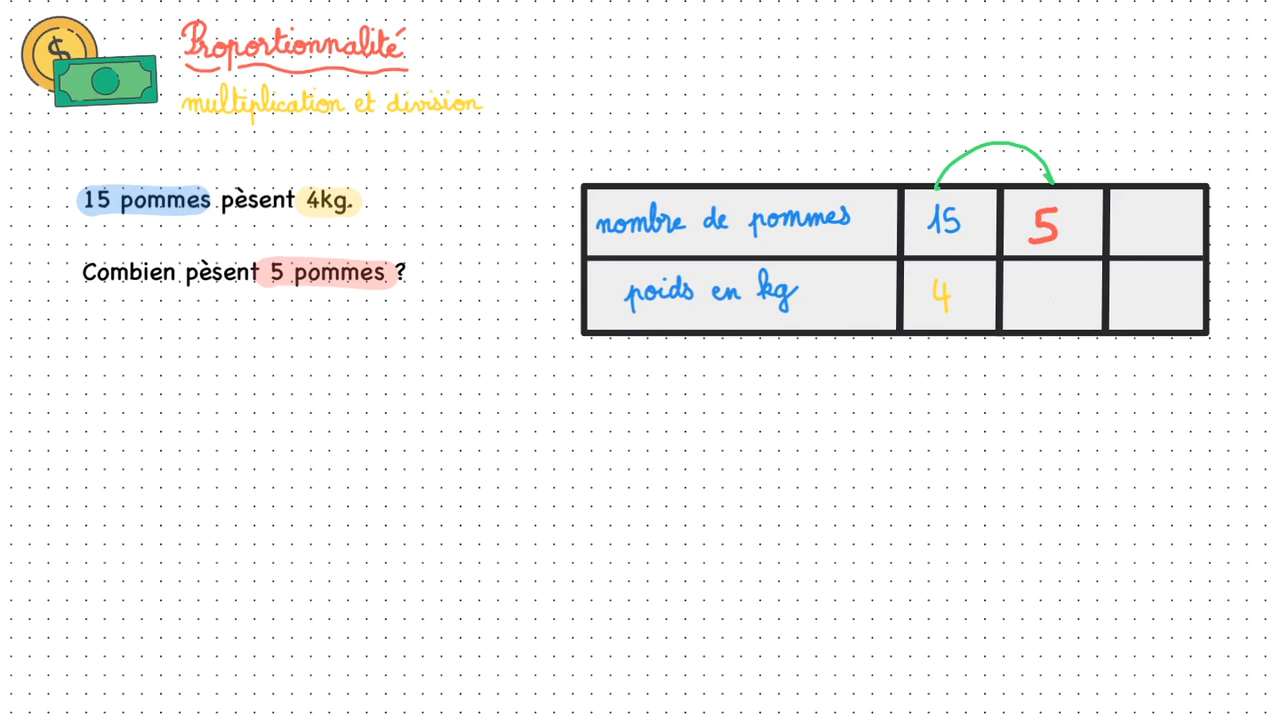 $
Proportionnalité
multiplication et division
15 pommes pèsent 4kg.
Combien pèsent 5 pommes ?
nombre de pommes 15 5
poids en kg 4